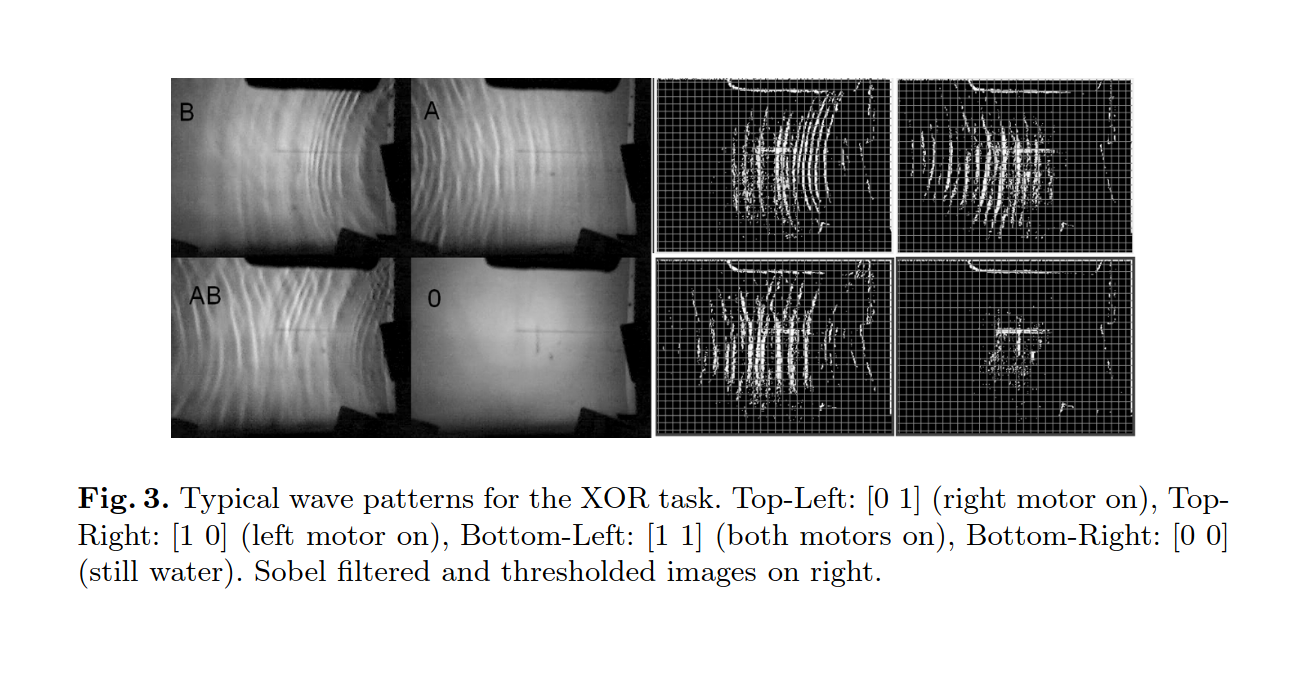 B
A
AB
0
Fig. 3. Typical wave patterns for the XOR task. Top-Left: [0 1] (right motor on), Top-
Right: [1 0] (left motor on), Bottom-Left: [1 1] (both motors on), Bottom-Right: [0 0]
(still water). Sobel filtered and thresholded images on right.